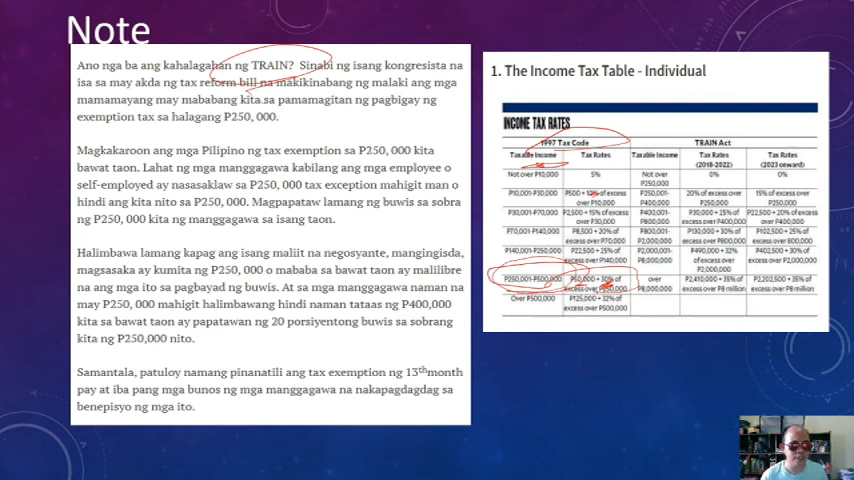 Note
Ano nga ba ang kahalagahan ng TRAIN? Sinabi ng isang kongresista na
isa sa may akda ng tax reform bill na makikinabang ng malaki ang mga
mamamayang may mababang kita sa pamamagitan ng pagbigay ng
exemption tax sa halagang P250, 000.
Magkakaroon ang mga Pilipino ng tax exemption sa P250, 000 kita
bawat taon. Lahat ng mga manggagawa kabilang ang mga employee o
self-employed ay nasasaklaw sa P250, 000 tax exception mahigit man o
hindi ang kita nito sa P250, 000. Magpapataw lamang ng buwis sa sobra
ng P250, 000 kita ng manggagawa sa isang taon.
Halimbawa lamang kapag ang isang maliit na negosyante, mangingisda,
magsasaka ay kumita ng P250, 000 o mababa sa bawat taon ay malilibre
na ang mga ito sa pagbayad ng buwis. At sa mga manggagawa naman na
may P250, 000 mahigit halimbawang hindi naman tataas ng P400,000
kita sa bawat taon ay papatawan ng 20 porsiyentong buwis sa sobrang
kita ng P250,000 nito.
Samantala, patuloy namang pinanatili ang tax exemption ng 13thmonth
pay at iba pang mga bunos ng mga manggagawa na nakapagdagdag sa
benepisyo ng mga ito.
1. The Income Tax Table - Individual
INCOME TAX RATES
1997 Tax Code TRAIN Act
Taxable Income Tax Rates Taxable Income Tax Rates (2018-2022) Tax Rates (2023 onward)
Not over P10,000 5% Not over P250,000 0% 0%
P10,001-P30,000 P500 + 10% of excess over P10,000 P250,001-P400,000 20% of excess over P250,000 15% of excess over P250,000
P30,001-P70,000 P2,500 + 15% of excess over P30,000 P400,001-P800,000 P30,000 + 25% of excess over P400,000 P22,500 + 20% of excess over P400,000
P70,001-P140,000 P8,500 + 20% of excess over P70,000 P800,001-P2,000,000 P130,000 + 30% of excess over P800,000 P102,500 + 25% of excess over 800,000
P140,001-P250,000 P22,500 + 25% of excess over P140,000 P2,000,001-P8,000,000 P490,000 + 32% of excess over P2,000,000 P402,500 + 30% of excess over P2,000,000
P250,001-P500,000 P50,000 + 30% of excess over P250,000 over P8,000,000 P2,410,000 + 35% of excess over P8 million P2,202,500 + 35% of excess over P8 million
Over P500,000 P125,000 + 32% of excess over P500,000